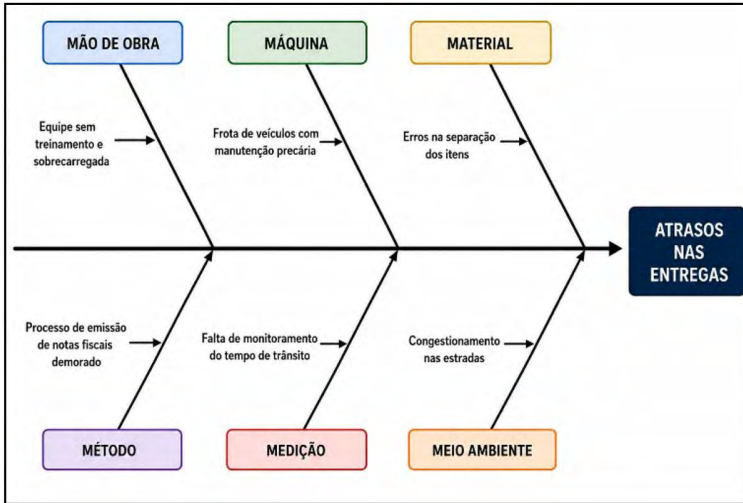 MÃO DE OBRA
MÁQUINA
MATERIAL
Equipe sem
treinamento e
sobrecarregada
Frota de veículos com
manutenção precária
Erros na separação
dos itens
ATRASOS
NAS
ENTREGAS
Processo de emissão
de notas fiscais
demorado
Falta de monitoramento
do tempo de trânsito
Congestionamento
nas estradas
MÉTODO
MEDIÇÃO
MEIO AMBIENTE